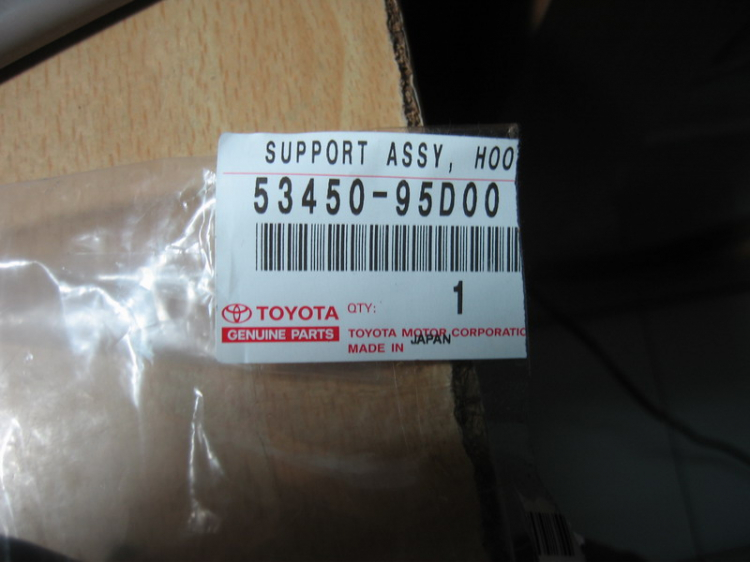 SUPPORT ASSY, HOO
53450-95D00
1
TOYOTA QTY:
GENUINE PARTS TOYOTA MOTOR CORPORATIO
MADE IN JAPAN